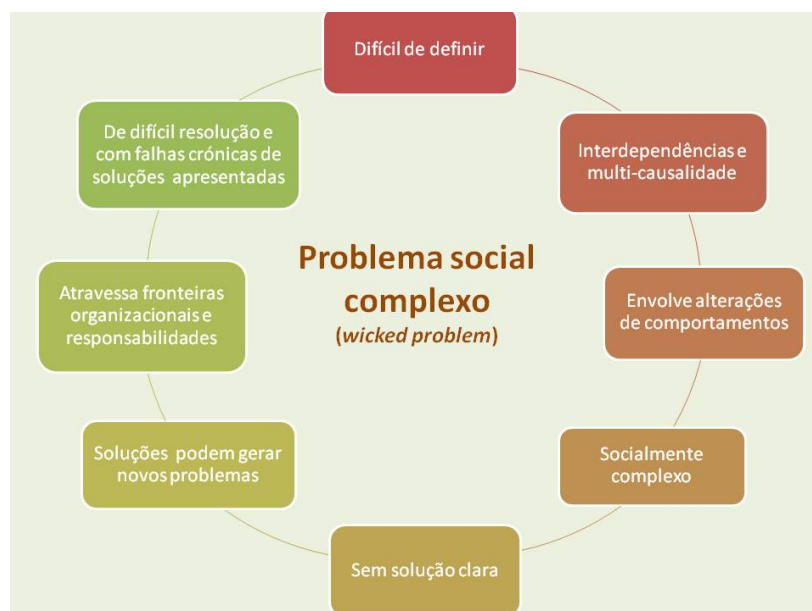 Difícil de definir
Interdependências e
multi-causalidade
Envolve alterações
de comportamentos
Socialmente
complexo
Sem solução clara
Soluções podem gerar
novos problemas
Atravessa fronteiras
organizacionais e
responsabilidades
De difícil resolução e
com falhas crónicas de
soluções apresentadas
Problema social
complexo
(wicked problem)